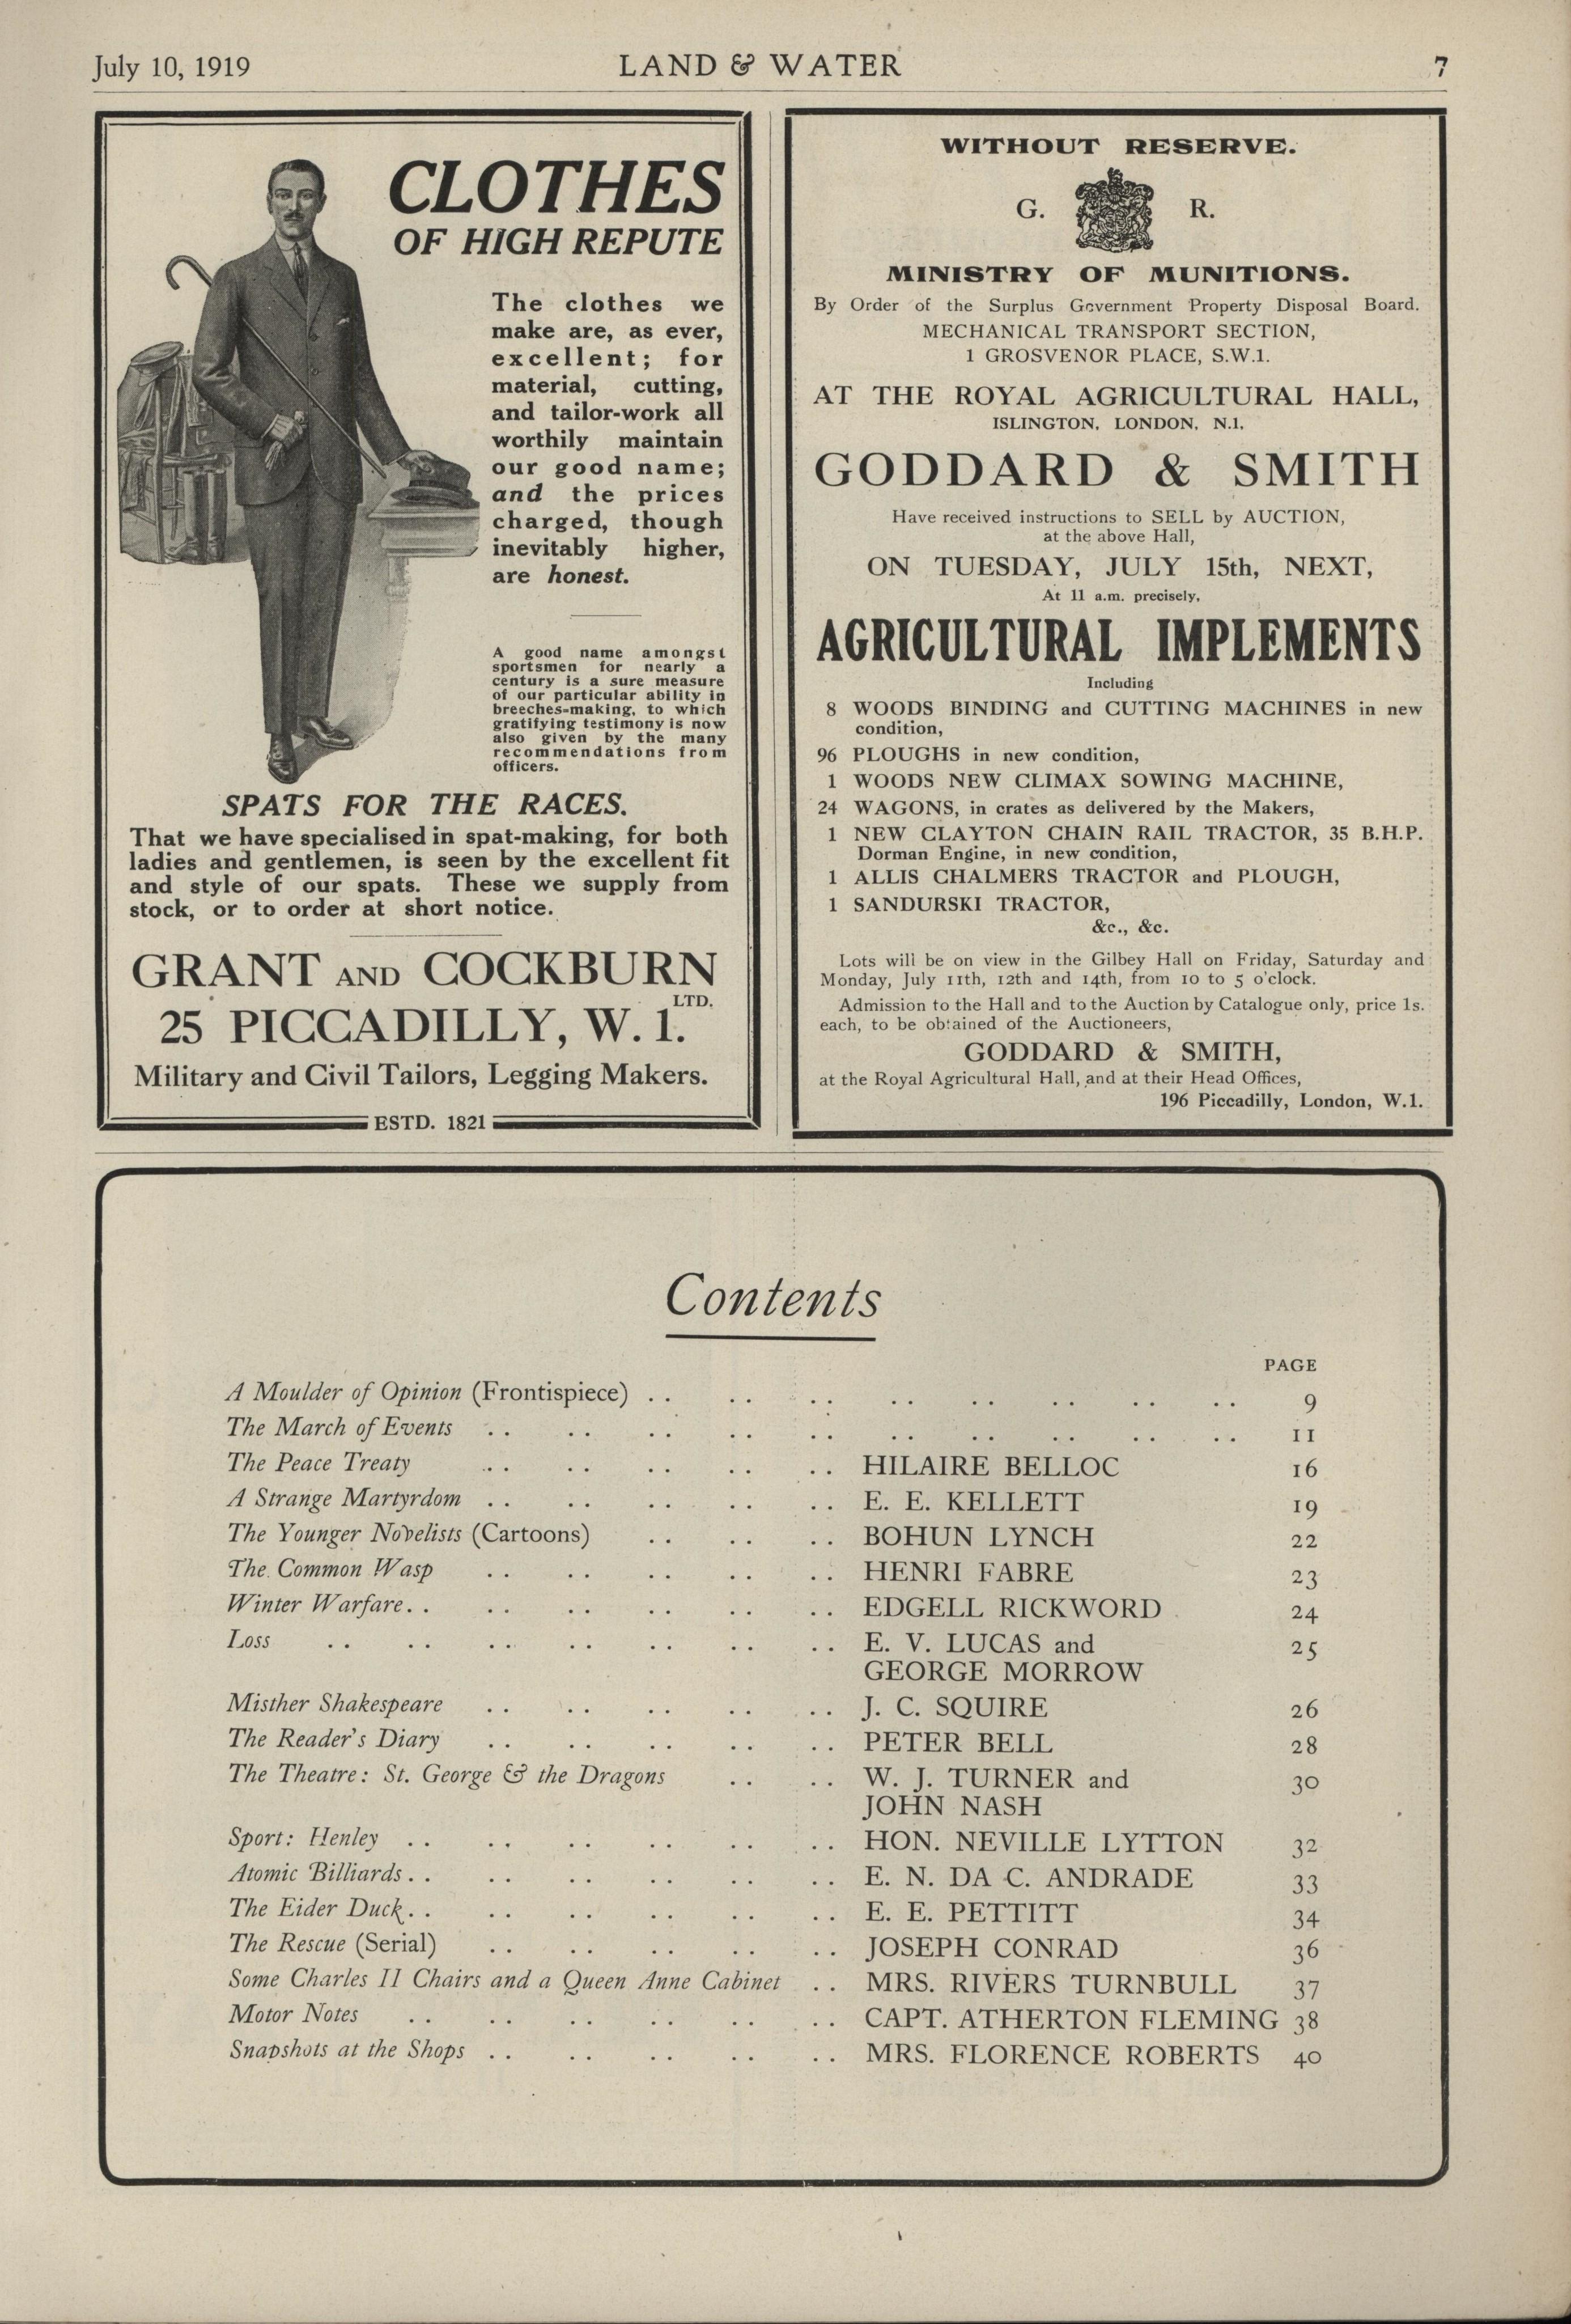 July 10, 1919
LAND & WATER
7
CLOTHES
OF HIGH REPUTE
The clothes we
make are, as ever,
excellent; for
material, cutting,
and tailor-work all
worthily maintain
our good name;
and the prices
charged, though
inevitably higher,
are honest.
A good name amongst
sportsmen for nearly a
century is a sure measure
of our particular ability in
breeches-making, to which
gratifying testimony is now
also given by the many
recommendations from
officers.
SPATS FOR THE RACES.
That we have specialised in spat-making, for both
ladies and gentlemen, is seen by the excellent fit
and style of our spats. These we supply from
stock, or to order at short notice.
GRANT AND COCKBURN
LTD.
25 PICCADILLY, W. 1.
Military and Civil Tailors, Legging Makers.
ESTD. 1821
WITHOUT RESERVE.
G. R.
MINISTRY OF MUNITIONS.
By Order of the Surplus Government Property Disposal Board.
MECHANICAL TRANSPORT SECTION,
1 GROSVENOR PLACE, S.W.1.
AT THE ROYAL AGRICULTURAL HALL,
ISLINGTON, LONDON, N.1,
GODDARD & SMITH
Have received instructions to SELL by AUCTION,
at the above Hall,
ON TUESDAY, JULY 15th, NEXT,
At 11 a.m. precisely,
AGRICULTURAL IMPLEMENTS
Including
8 WOODS BINDING and CUTTING MACHINES in new
condition,
96 PLOUGHS in new condition,
1 WOODS NEW CLIMAX SOWING MACHINE,
24 WAGONS, in crates as delivered by the Makers,
1 NEW CLAYTON CHAIN RAIL TRACTOR, 35 B.H.P.
Dorman Engine, in new condition,
1 ALLIS CHALMERS TRACTOR and PLOUGH,
1 SANDURSKI TRACTOR,
&c., &c.
Lots will be on view in the Gilbey Hall on Friday, Saturday and
Monday, July 11th, 12th and 14th, from 10 to 5 o'clock.
Admission to the Hall and to the Auction by Catalogue only, price 1s.
each, to be obtained of the Auctioneers,
GODDARD & SMITH,
at the Royal Agricultural Hall, and at their Head Offices,
196 Piccadilly, London, W.1.
Contents
PAGE
A Moulder of Opinion (Frontispiece) .. .. .. .. .. .. .. .. 9
The March of Events .. .. .. .. .. .. .. .. .. .. 11
The Peace Treaty .. .. .. .. .. HILAIRE BELLOC 16
A Strange Martyrdom .. .. .. .. .. E. E. KELLETT 19
The Younger Novelists (Cartoons) .. .. .. BOHUN LYNCH 22
The Common Wasp .. .. .. .. .. HENRI FABRE 23
Winter Warfare .. .. .. .. .. .. EDGELL RICKWORD 24
Loss .. .. .. .. .. .. .. E. V. LUCAS and
GEORGE MORROW 25
Misther Shakespeare .. .. .. .. .. J. C. SQUIRE 26
The Reader's Diary .. .. .. .. .. PETER BELL 28
The Theatre: St. George & the Dragons .. .. W. J. TURNER and
JOHN NASH 30
Sport: Henley .. .. .. .. .. .. HON. NEVILLE LYTTON 32
Atomic Billiards .. .. .. .. .. .. E. N. DA C. ANDRADE 33
The Eider Duck .. .. .. .. .. .. E. E. PETTITT 34
The Rescue (Serial) .. .. .. .. .. JOSEPH CONRAD 36
Some Charles II Chairs and a Queen Anne Cabinet .. MRS. RIVERS TURNBULL 37
Motor Notes .. .. .. .. .. .. CAPT. ATHERTON FLEMING 38
Snapshots at the Shops .. .. .. .. .. MRS. FLORENCE ROBERTS 40